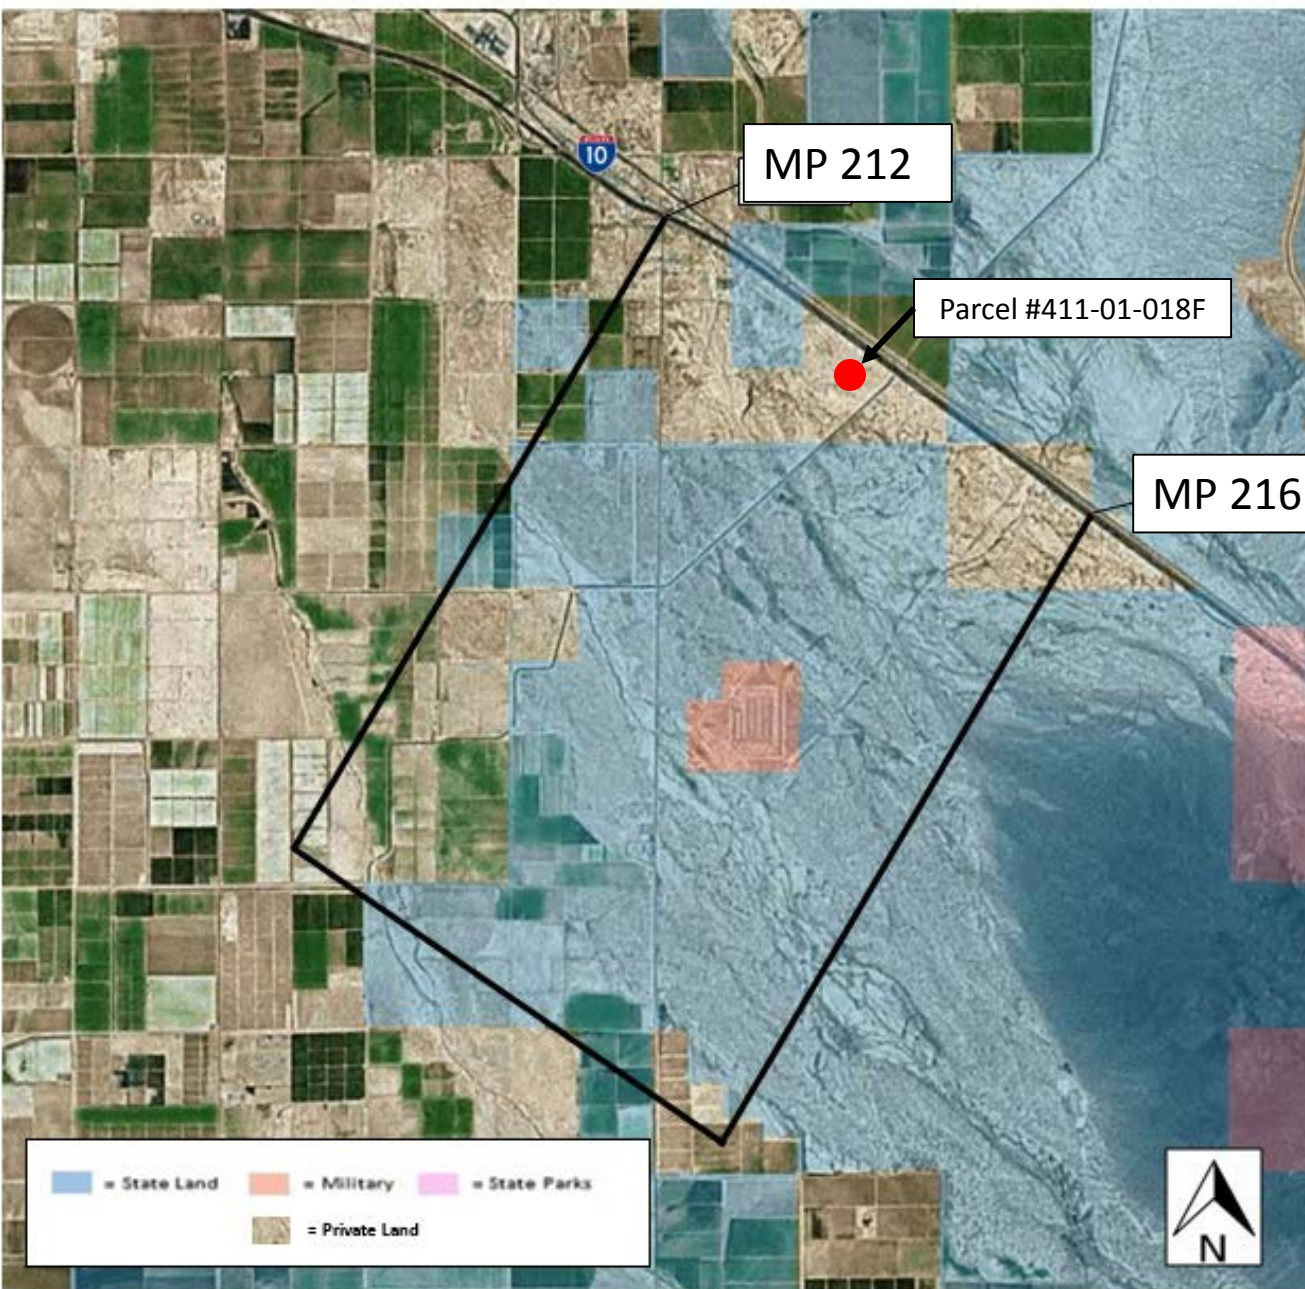 10
MP 212
Parcel #411-01-018F
MP 216
= State Land
= Military
= State Parks
= Private Land
N